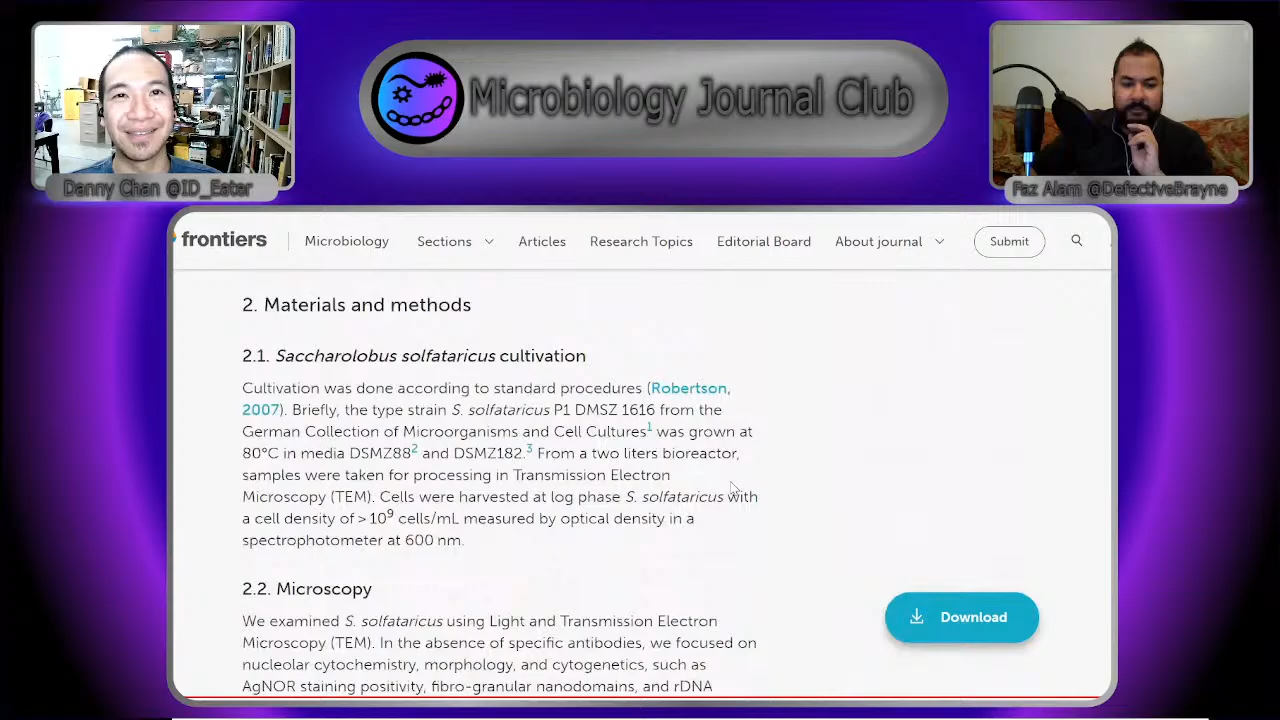 Microbiology Journal Club
Danny Chan @ID_Eater
Faz Alam @DefectiveBrayne
frontiers
Microbiology Sections Articles Research Topics Editorial Board About journal Submit
2. Materials and methods
2.1. Saccharolobus solfataricus cultivation
Cultivation was done according to standard procedures (Robertson,
2007). Briefly, the type strain S. solfataricus P1 DMSZ 1616 from the
German Collection of Microorganisms and Cell Cultures1 was grown at
80°C in media DSMZ882 and DSMZ182.3 From a two liters bioreactor,
samples were taken for processing in Transmission Electron
Microscopy (TEM). Cells were harvested at log phase S. solfataricus with
a cell density of > 10⁹ cells/mL measured by optical density in a
spectrophotometer at 600 nm.
2.2. Microscopy
We examined S. solfataricus using Light and Transmission Electron
Microscopy (TEM). In the absence of specific antibodies, we focused on
nucleolar cytochemistry, morphology, and cytogenetics, such as
AgNOR staining positivity, fibro-granular nanodomains, and rDNA
Download